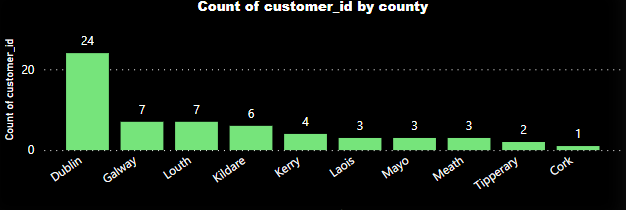 Count of customer_id by county
Count of customer_id
20
0
24
7
7
6
4
3
3
3
2
1
Dublin
Galway
Louth
Kildare
Kerry
Laois
Mayo
Meath
Tipperary
Cork